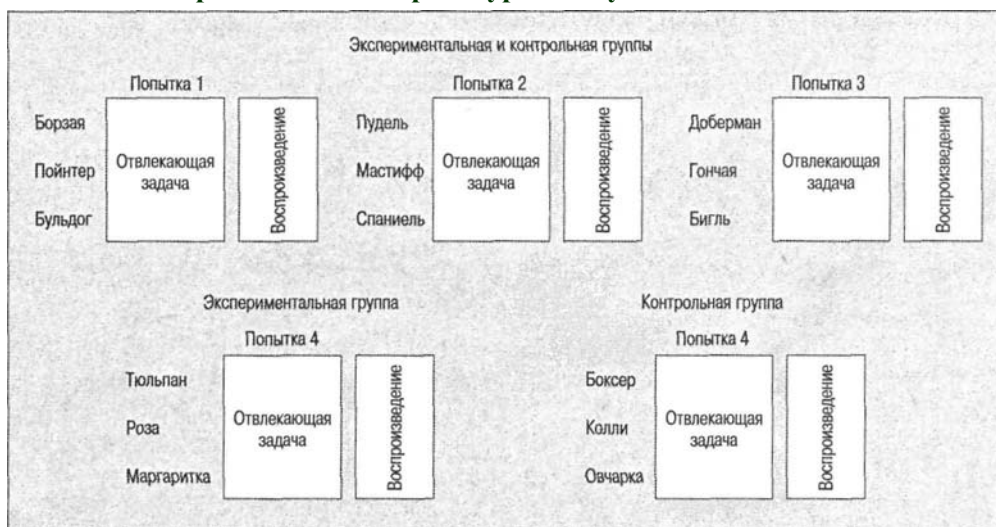 Экспериментальная и контрольная группы
Попытка 1
Попытка 2
Попытка 3
Борзая
Пойнтер
Бульдог
Отвлекающая
задача
Воспроизведение
Пудель
Мастифф
Спаниель
Отвлекающая
задача
Воспроизведение
Доберман
Гончая
Бигль
Отвлекающая
задача
Воспроизведение
Экспериментальная группа
Попытка 4
Тюльпан
Роза
Маргаритка
Отвлекающая
задача
Воспроизведение
Контрольная группа
Попытка 4
Боксер
Колли
Овчарка
Отвлекающая
задача
Воспроизведение